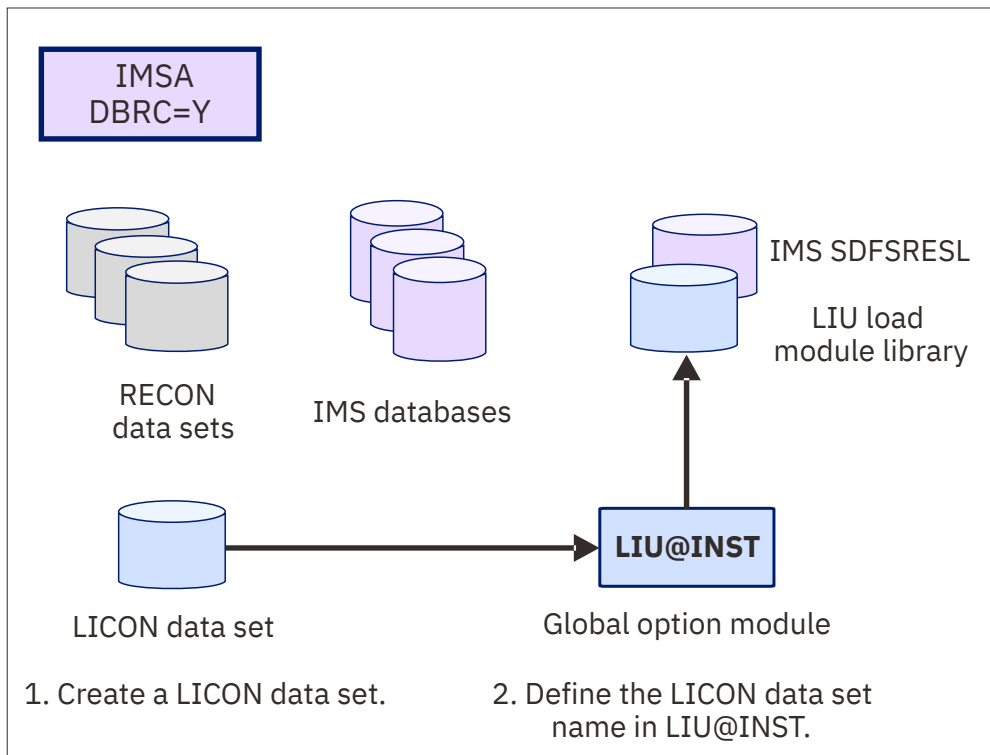 IMSA
DBRC=Y
IMS SDFSRESL
LIU load
module library
RECON
data sets
IMS databases
LIU@INST
LICON data set
Global option module
1. Create a LICON data set.
2. Define the LICON data set
name in LIU@INST.